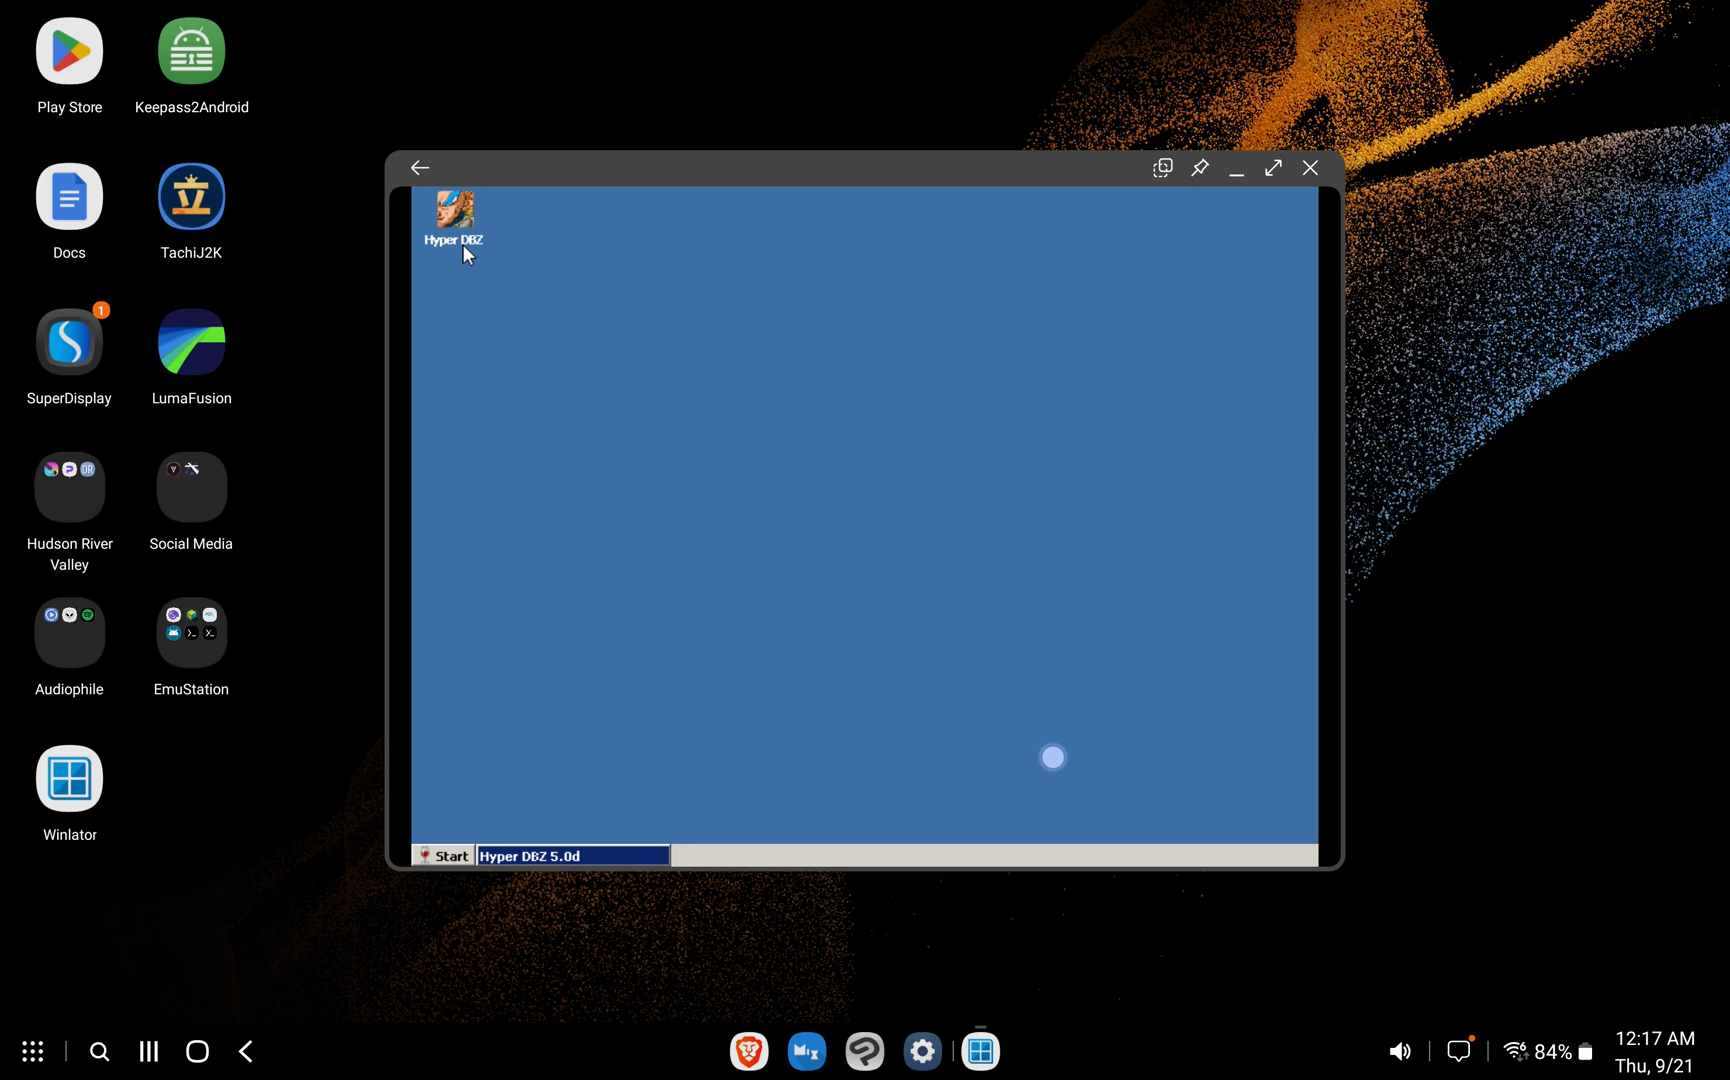 Play Store
Keepass2Android
Docs
TachiJ2K
1
SuperDisplay
LumaFusion
Hudson River
Valley
Social Media
Audiophile
EmuStation
Winlator
Hyper DBZ
Start
Hyper DBZ 5.0d
84%
12:17 AM
Thu, 9/21